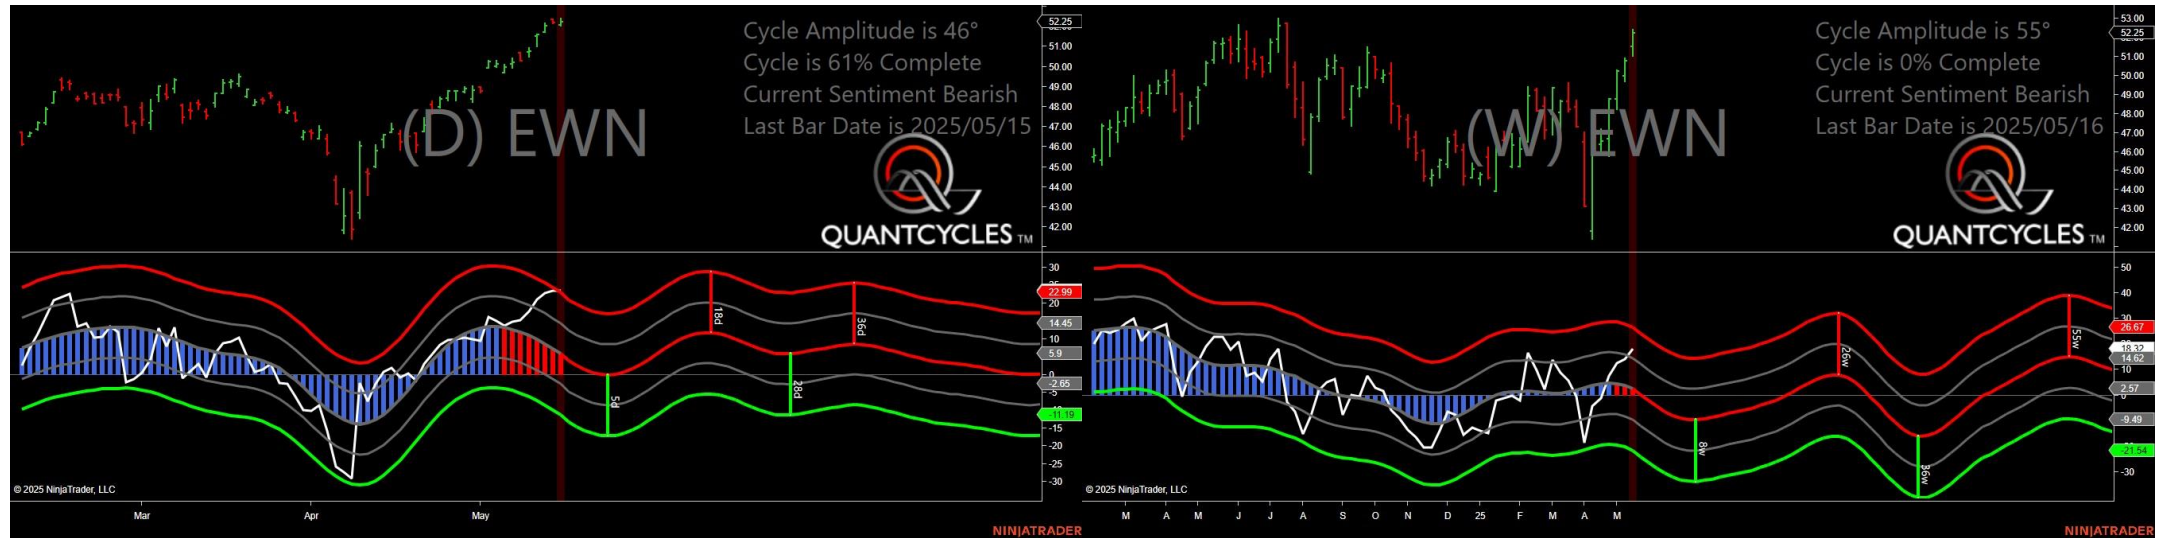 Cycle Amplitude is 46°
Cycle is 61% Complete
Current Sentiment Bearish
Last Bar Date is 2025/05/15
(D) EWN
QUANTCYCLES TM
52.25
51.00
50.00
49.00
48.00
47.00
46.00
45.00
44.00
43.00
42.00
30
22.99
20
14.45
10
5.9
0
-2.65
-5
-11.19
-15
-20
-25
-30
5d
18d
28d
36d
© 2025 NinjaTrader, LLC
Mar
Apr
May
NINJATRADER
Cycle Amplitude is 55°
Cycle is 0% Complete
Current Sentiment Bearish
Last Bar Date is 2025/05/16
(W) EWN
QUANTCYCLES TM
53.00
52.25
51.00
50.00
49.00
48.00
47.00
46.00
45.00
44.00
43.00
42.00
50
40
30
26.67
18.32
14.62
10
2.57
0
-9.49
-21.54
-30
8w
26w
36w
55w
© 2025 NinjaTrader, LLC
M A M J J A S O N D 25 F M A M
NINJATRADER